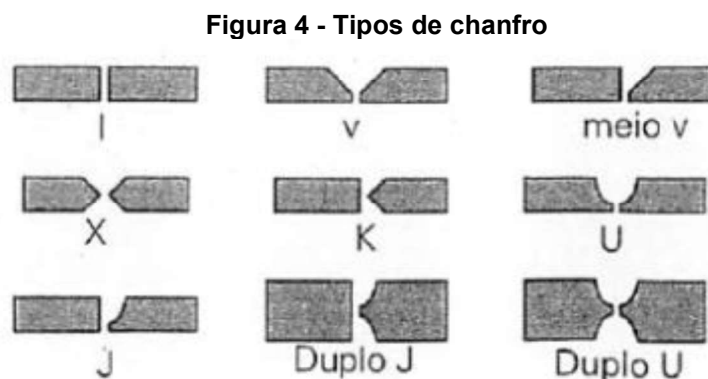 Figura 4 - Tipos de chanfro
I
v
meio v
X
K
U
J
Duplo J
Duplo U